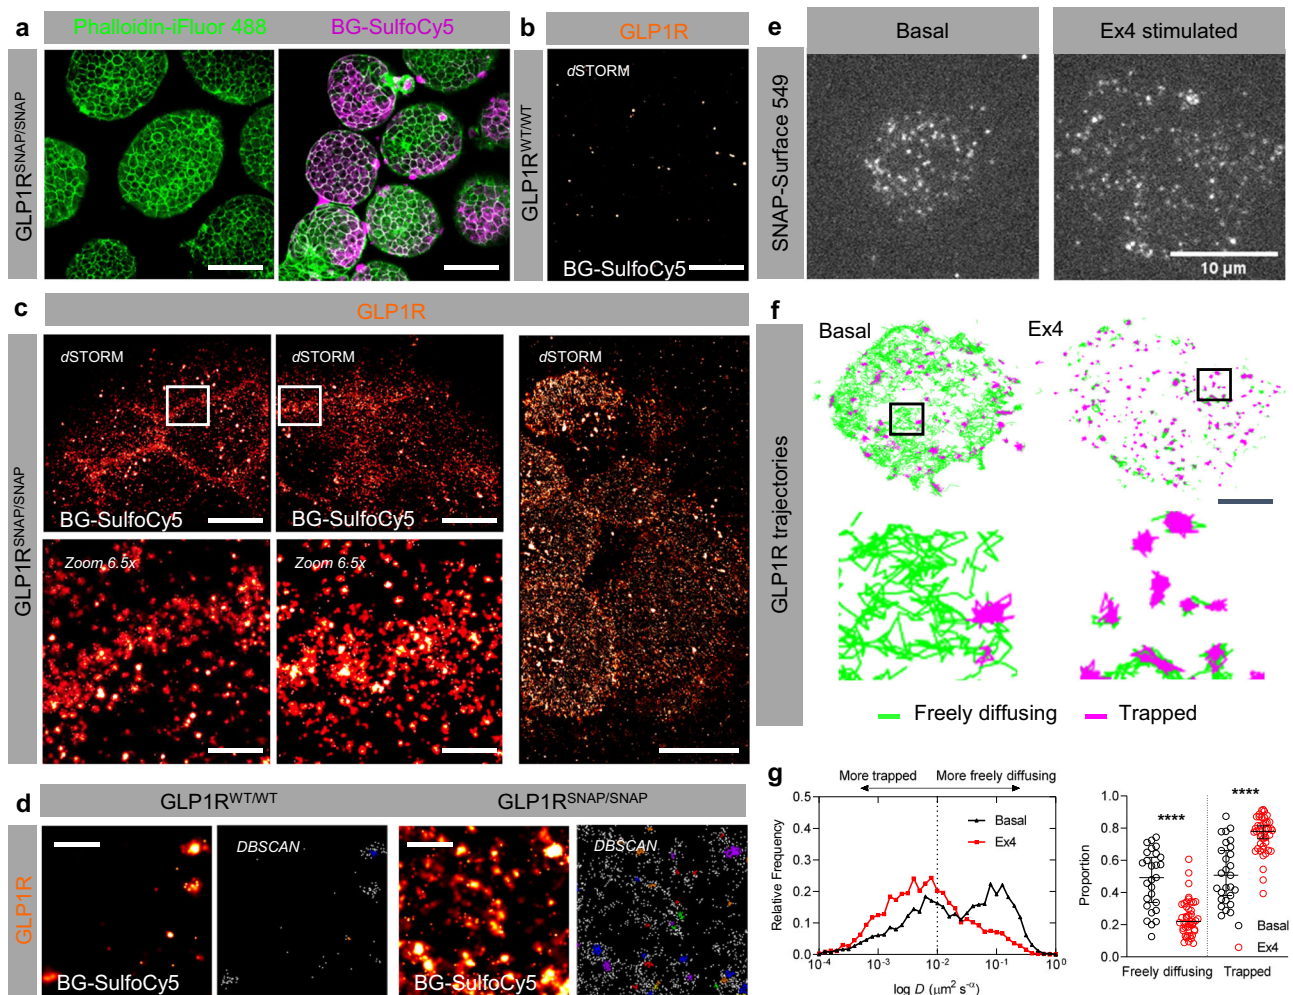 a
Phalloidin-iFluor 488
BG-SulfoCy5
GLP1R^SNAP/SNAP
b
GLP1R
GLP1R^WT/WT
dSTORM
BG-SulfoCy5
c
GLP1R
GLP1R^SNAP/SNAP
dSTORM
BG-SulfoCy5
dSTORM
BG-SulfoCy5
dSTORM
Zoom 6.5x
Zoom 6.5x
d
GLP1R^WT/WT
GLP1R^SNAP/SNAP
GLP1R
BG-SulfoCy5
DBSCAN
BG-SulfoCy5
DBSCAN
e
Basal
Ex4 stimulated
SNAP-Surface 549
10 µm
f
GLP1R trajectories
Basal
Ex4
Freely diffusing
Trapped
g
More trapped
More freely diffusing
Relative Frequency
0.5
0.4
0.3
0.2
0.1
0.0
Basal
Ex4
10^-4
10^-3
10^-2
10^-1
10^0
log D (µm² s^-α)
Proportion
1.0
0.8
0.6
0.4
0.2
0.0
****
****
Basal
Ex4
Freely diffusing
Trapped